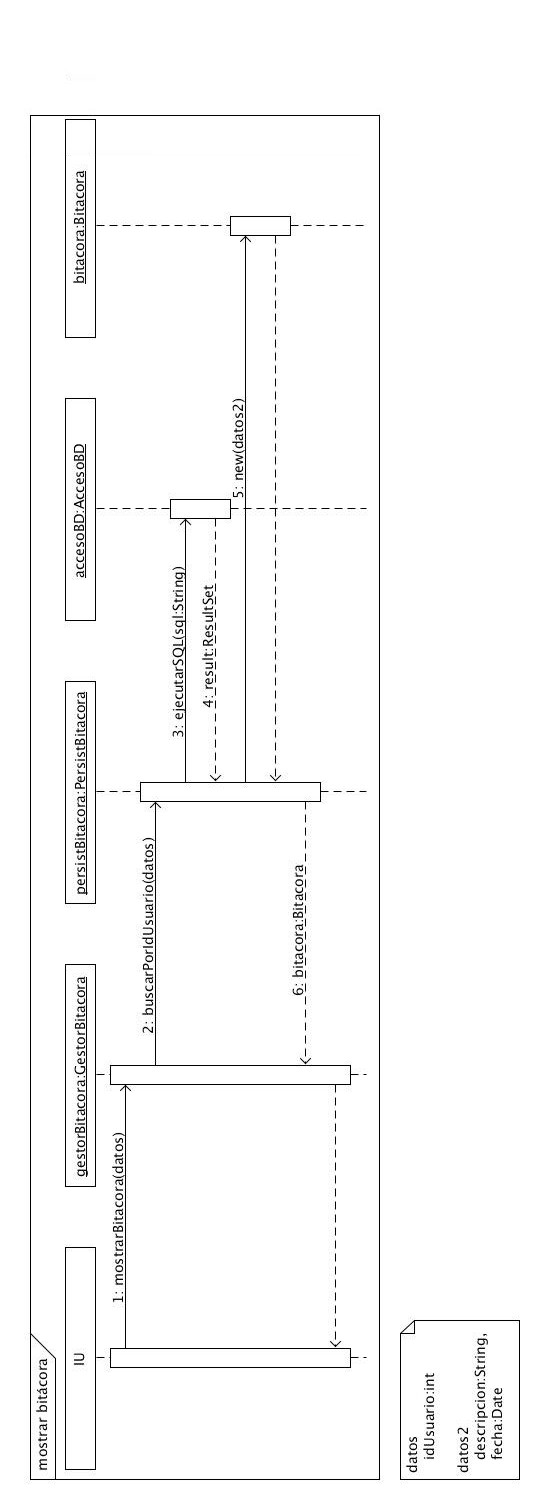 mostrar bitácora
IU
gestorBitacora:GestorBitacora
persistBitacora:PersistBitacora
accesoBD:AccesoBD
bitacora:Bitacora
1: mostrarBitacora(datos)
2: buscarPorIdUsuario(datos)
3: ejecutarSQL(sql:String)
4: result:ResultSet
5: new(datos2)
6: bitacora:Bitacora
datos
idUsuario:int
datos2
descripcion:String,
fecha:Date